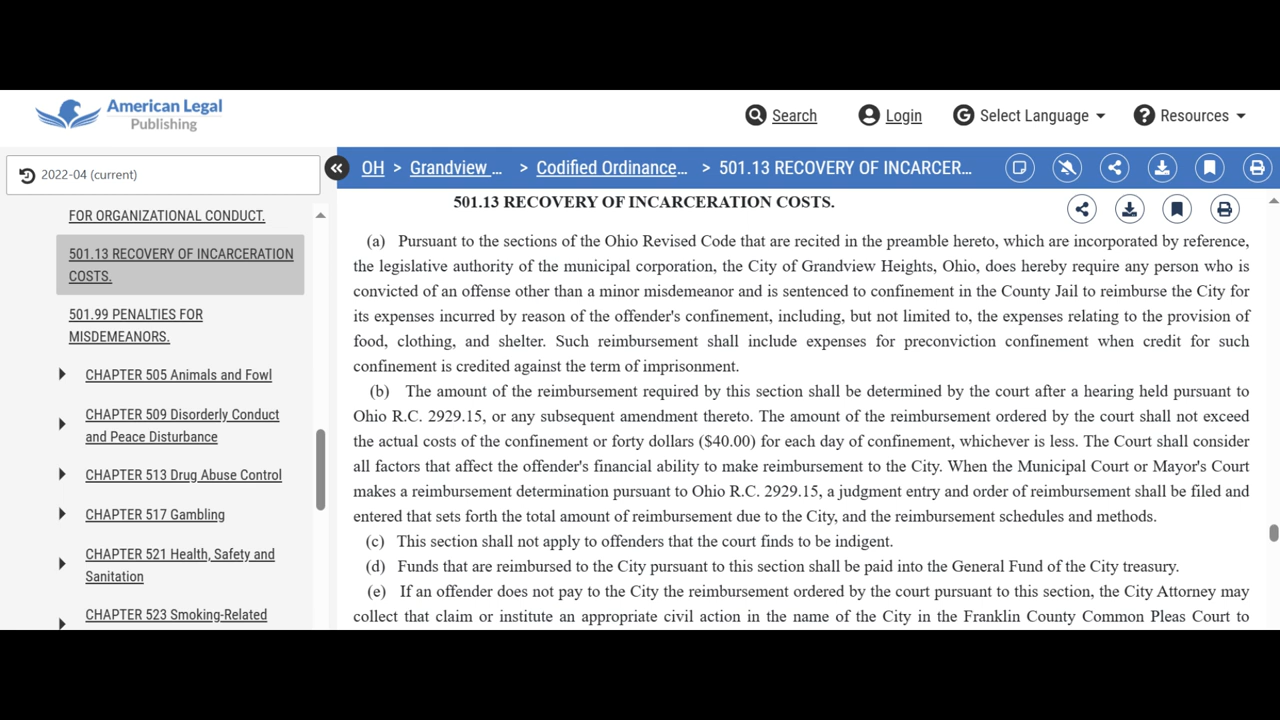 American Legal
Publishing
Search
Login
Select Language
Resources
2022-04 (current)
OH > Grandview ... > Codified Ordinance... > 501.13 RECOVERY OF INCARCER...
FOR ORGANIZATIONAL CONDUCT.
501.13 RECOVERY OF INCARCERATION
COSTS.
501.99 PENALTIES FOR
MISDEMEANORS.
CHAPTER 505 Animals and Fowl
CHAPTER 509 Disorderly Conduct
and Peace Disturbance
CHAPTER 513 Drug Abuse Control
CHAPTER 517 Gambling
CHAPTER 521 Health, Safety and
Sanitation
CHAPTER 523 Smoking-Related
501.13 RECOVERY OF INCARCERATION COSTS.
(a) Pursuant to the sections of the Ohio Revised Code that are recited in the preamble hereto, which are incorporated by reference,
the legislative authority of the municipal corporation, the City of Grandview Heights, Ohio, does hereby require any person who is
convicted of an offense other than a minor misdemeanor and is sentenced to confinement in the County Jail to reimburse the City for
its expenses incurred by reason of the offender's confinement, including, but not limited to, the expenses relating to the provision of
food, clothing, and shelter. Such reimbursement shall include expenses for preconviction confinement when credit for such
confinement is credited against the term of imprisonment.
(b) The amount of the reimbursement required by this section shall be determined by the court after a hearing held pursuant to
Ohio R.C. 2929.15, or any subsequent amendment thereto. The amount of the reimbursement ordered by the court shall not exceed
the actual costs of the confinement or forty dollars ($40.00) for each day of confinement, whichever is less. The Court shall consider
all factors that affect the offender's financial ability to make reimbursement to the City. When the Municipal Court or Mayor's Court
makes a reimbursement determination pursuant to Ohio R.C. 2929.15, a judgment entry and order of reimbursement shall be filed and
entered that sets forth the total amount of reimbursement due to the City, and the reimbursement schedules and methods.
(c) This section shall not apply to offenders that the court finds to be indigent.
(d) Funds that are reimbursed to the City pursuant to this section shall be paid into the General Fund of the City treasury.
(e) If an offender does not pay to the City the reimbursement ordered by the court pursuant to this section, the City Attorney may
collect that claim or institute an appropriate civil action in the name of the City in the Franklin County Common Pleas Court to